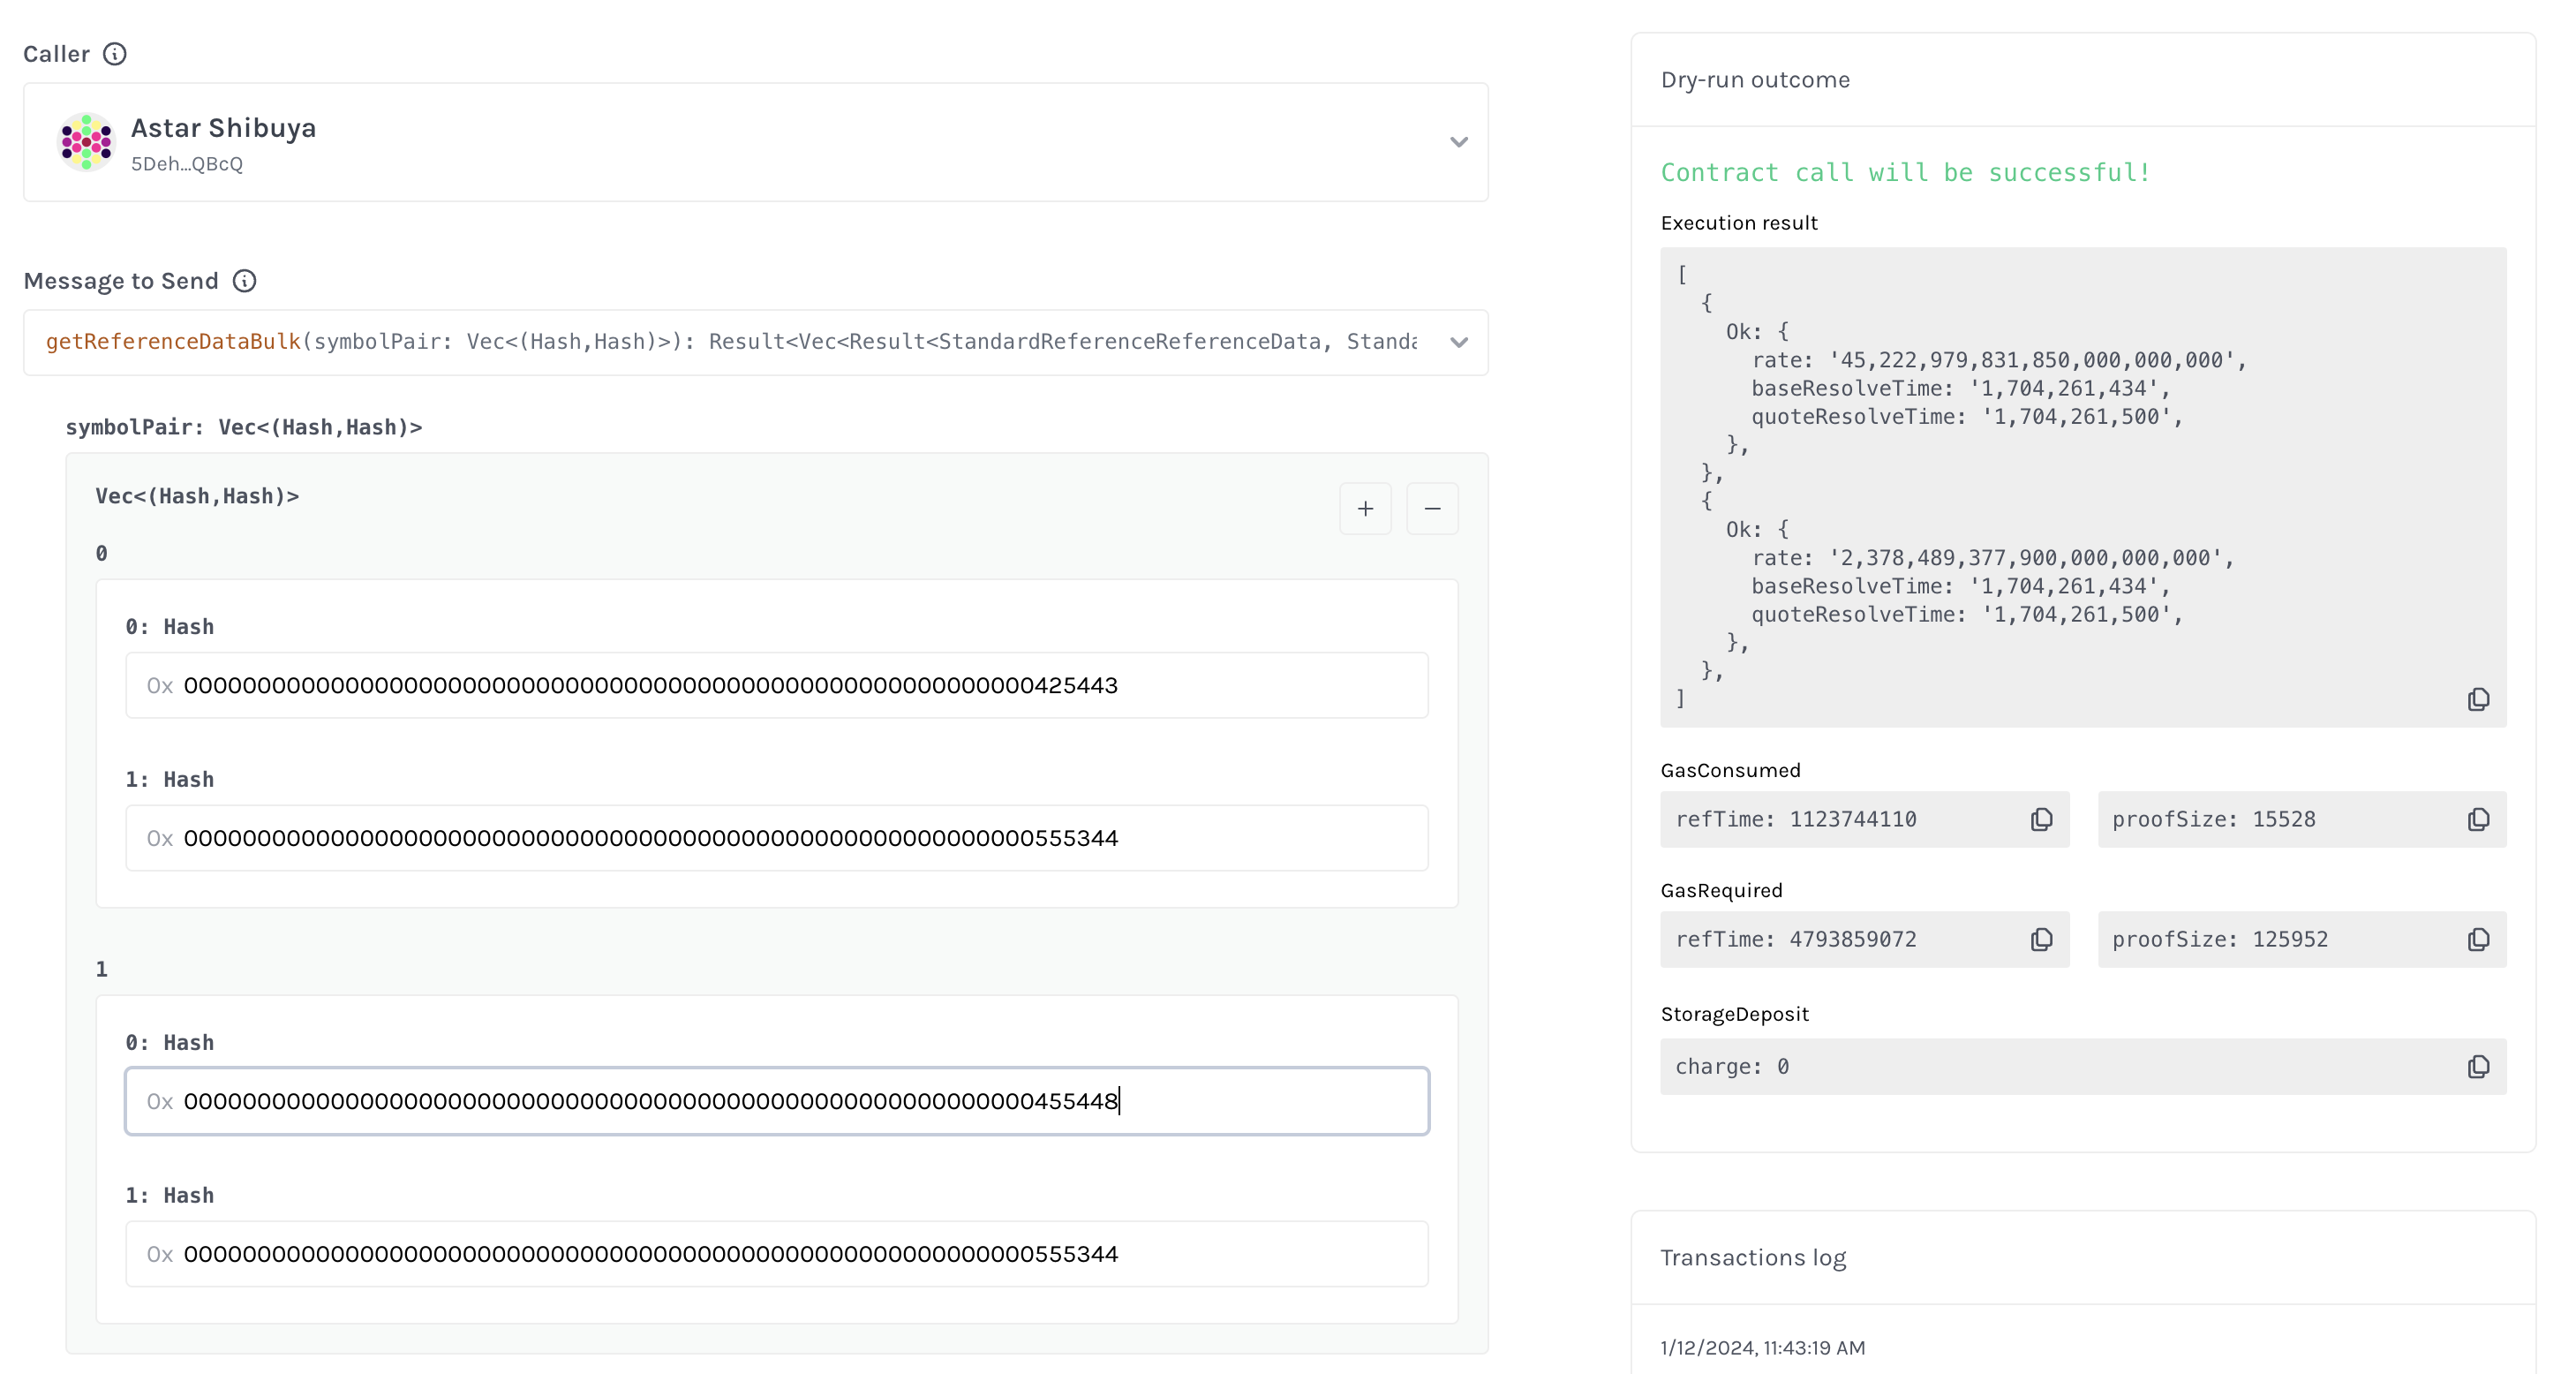 Caller
Astar Shibuya
5Deh...QBcQ
Message to Send
getReferenceDataBulk(symbolPair: Vec<(Hash,Hash)>): Result<Vec<Result<StandardReferenceReferenceData, Standa
symbolPair: Vec<(Hash,Hash)>
Vec<(Hash,Hash)>
+ −
0
0: Hash
0x 0000000000000000000000000000000000000000000000000000000000425443
1: Hash
0x 0000000000000000000000000000000000000000000000000000000000555344
1
0: Hash
0x 0000000000000000000000000000000000000000000000000000000000455448
1: Hash
0x 0000000000000000000000000000000000000000000000000000000000555344
Dry-run outcome
Contract call will be successful!
Execution result
[
{
Ok: {
rate: '45,222,979,831,850,000,000,000',
baseResolveTime: '1,704,261,434',
quoteResolveTime: '1,704,261,500',
},
},
{
Ok: {
rate: '2,378,489,377,900,000,000,000',
baseResolveTime: '1,704,261,434',
quoteResolveTime: '1,704,261,500',
},
},
]
GasConsumed
refTime: 1123744110
proofSize: 15528
GasRequired
refTime: 4793859072
proofSize: 125952
StorageDeposit
charge: 0
Transactions log
1/12/2024, 11:43:19 AM